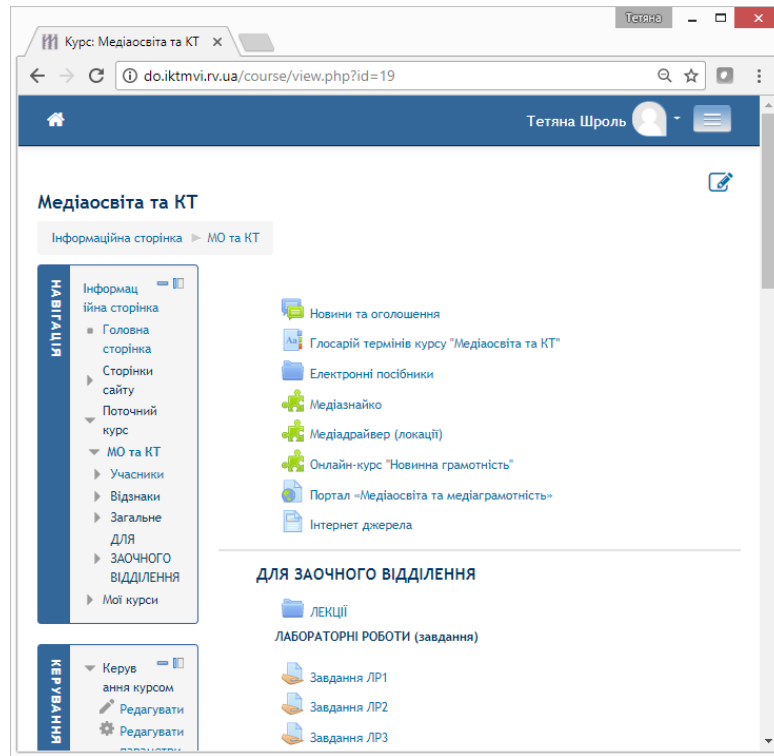 Тетяна
Курс: Медіаосвіта та КТ
do.iktmvi.rv.ua/course/view.php?id=19
Тетяна Шроль
Медіаосвіта та КТ
Інформаційна сторінка ▶ МО та КТ
НАВІГАЦІЯ
Інформац
ійна сторінка
Головна
сторінка
Сторінки
сайту
Поточний
курс
МО та КТ
Учасники
Відзнаки
Загальне
ДЛЯ
ЗАОЧНОГО
ВІДДІЛЕННЯ
Мої курси
КЕРУВАННЯ
Керув
ання курсом
Редагувати
Редагувати
параметри
Новини та оголошення
Глосарій термінів курсу "Медіаосвіта та КТ"
Електронні посібники
Медіазнайко
Медіадрайвер (локації)
Онлайн-курс "Новинна грамотність"
Портал «Медіаосвіта та медіаграмотність»
Інтернет джерела
ДЛЯ ЗАОЧНОГО ВІДДІЛЕННЯ
ЛЕКЦІЇ
ЛАБОРАТОРНІ РОБОТИ (завдання)
Завдання ЛР1
Завдання ЛР2
Завдання ЛР3